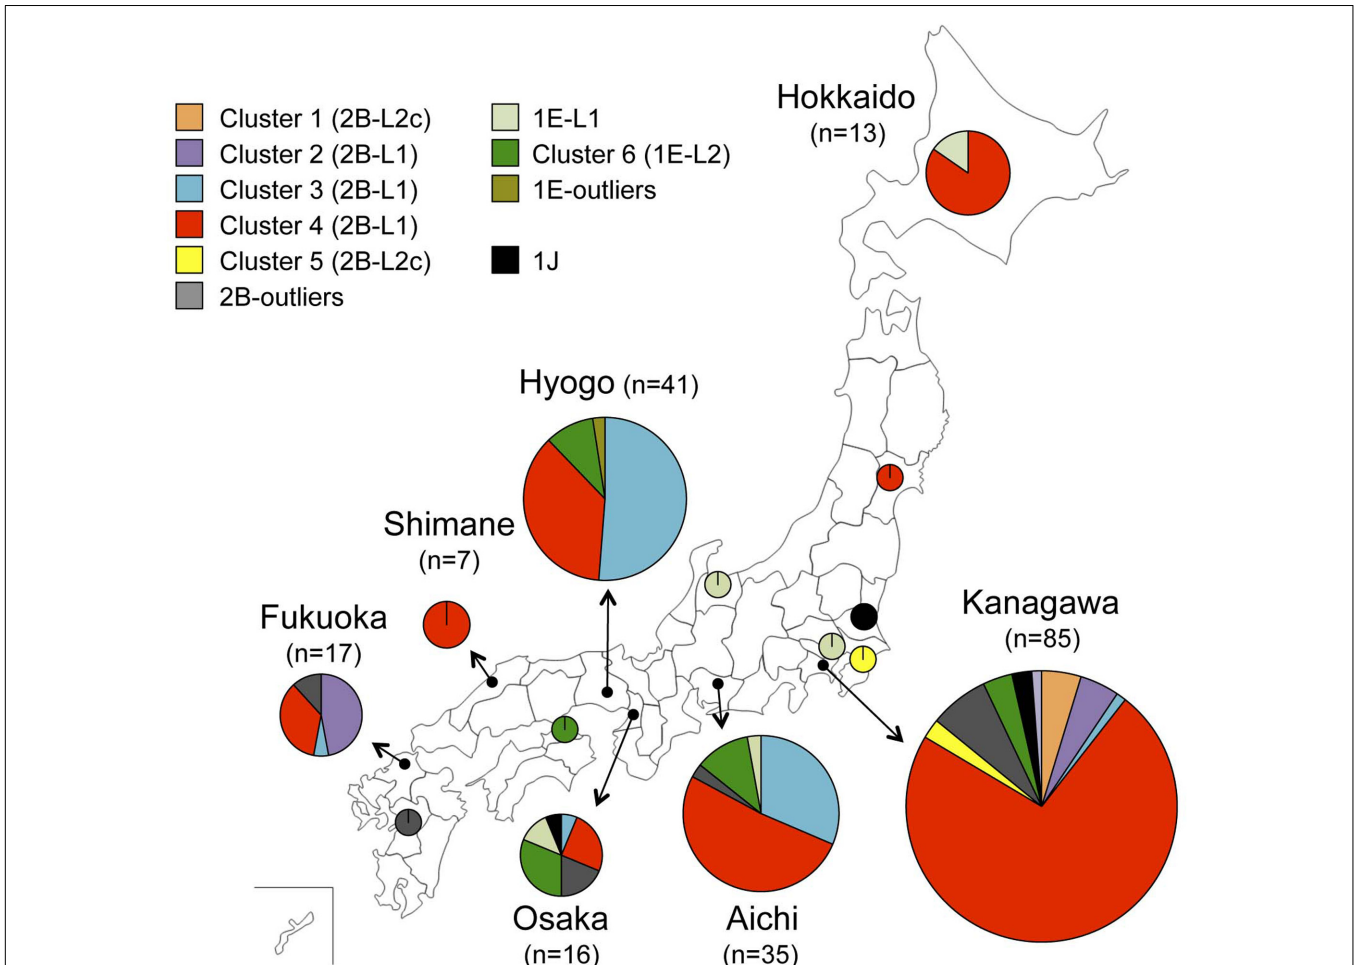 Cluster 1 (2B-L2c)
Cluster 2 (2B-L1)
Cluster 3 (2B-L1)
Cluster 4 (2B-L1)
Cluster 5 (2B-L2c)
2B-outliers
1E-L1
Cluster 6 (1E-L2)
1E-outliers
1J
Hokkaido
(n=13)
Hyogo (n=41)
Shimane
(n=7)
Fukuoka
(n=17)
Kanagawa
(n=85)
Osaka
(n=16)
Aichi
(n=35)